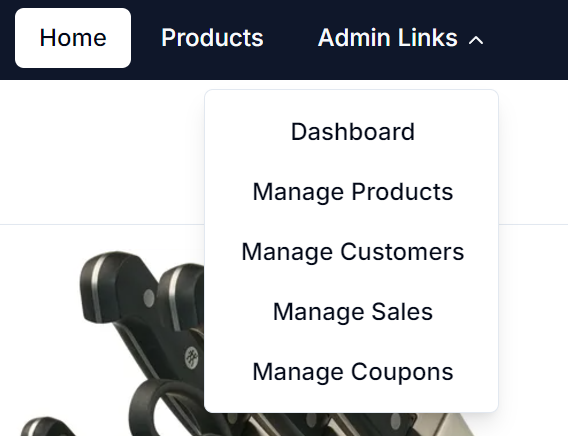 Home Products Admin Links
Dashboard
Manage Products
Manage Customers
Manage Sales
Manage Coupons